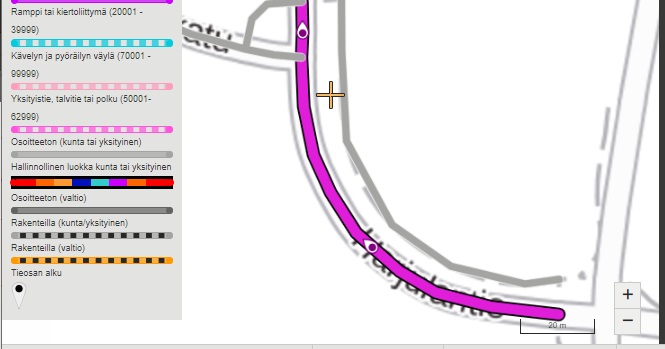 Ramppi tai kiertoliittymä (20001 -
39999)
Kävelyn ja pyöräilyn väylä (70001 -
99999)
Yksityistie, talvitie tai polku (50001-
62999)
Osoitteeton (kunta tai yksityinen)
Hallinnollinen luokka kunta tai yksityinen
Osoitteeton (valtio)
Rakenteilla (kunta/yksityinen)
Rakenteilla (valtio)
Tieosan alku
+
−
20 m